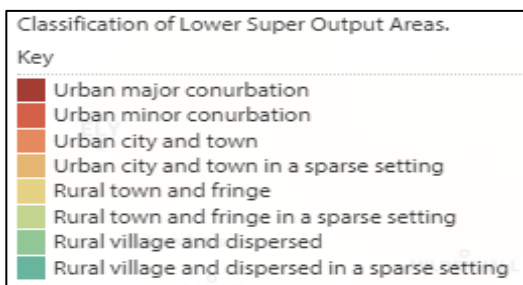 Classification of Lower Super Output Areas.
Key
Urban major conurbation
Urban minor conurbation
Urban city and town
Urban city and town in a sparse setting
Rural town and fringe
Rural town and fringe in a sparse setting
Rural village and dispersed
Rural village and dispersed in a sparse setting